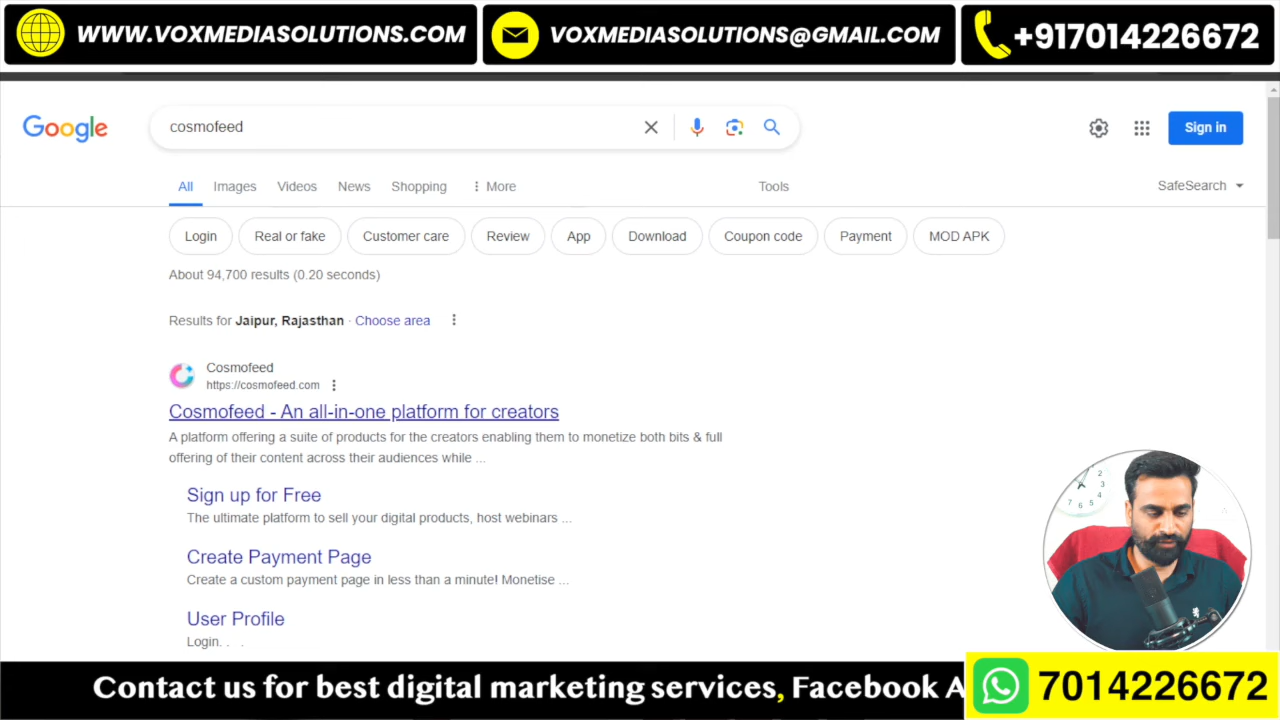 WWW.VOXMEDIASOLUTIONS.COM
VOXMEDIASOLUTIONS@GMAIL.COM
+917014226672
Google
cosmofeed
Sign in
All
Images
Videos
News
Shopping
More
Tools
SafeSearch
Login
Real or fake
Customer care
Review
App
Download
Coupon code
Payment
MOD APK
About 94,700 results (0.20 seconds)
Results for Jaipur, Rajasthan · Choose area
Cosmofeed
https://cosmofeed.com
Cosmofeed - An all-in-one platform for creators
A platform offering a suite of products for the creators enabling them to monetize both bits & full
offering of their content across their audiences while ...
Sign up for Free
The ultimate platform to sell your digital products, host webinars ...
Create Payment Page
Create a custom payment page in less than a minute! Monetise ...
User Profile
Login. . .
2
3
4
5
6
7
Contact us for best digital marketing services, Facebook A
7014226672